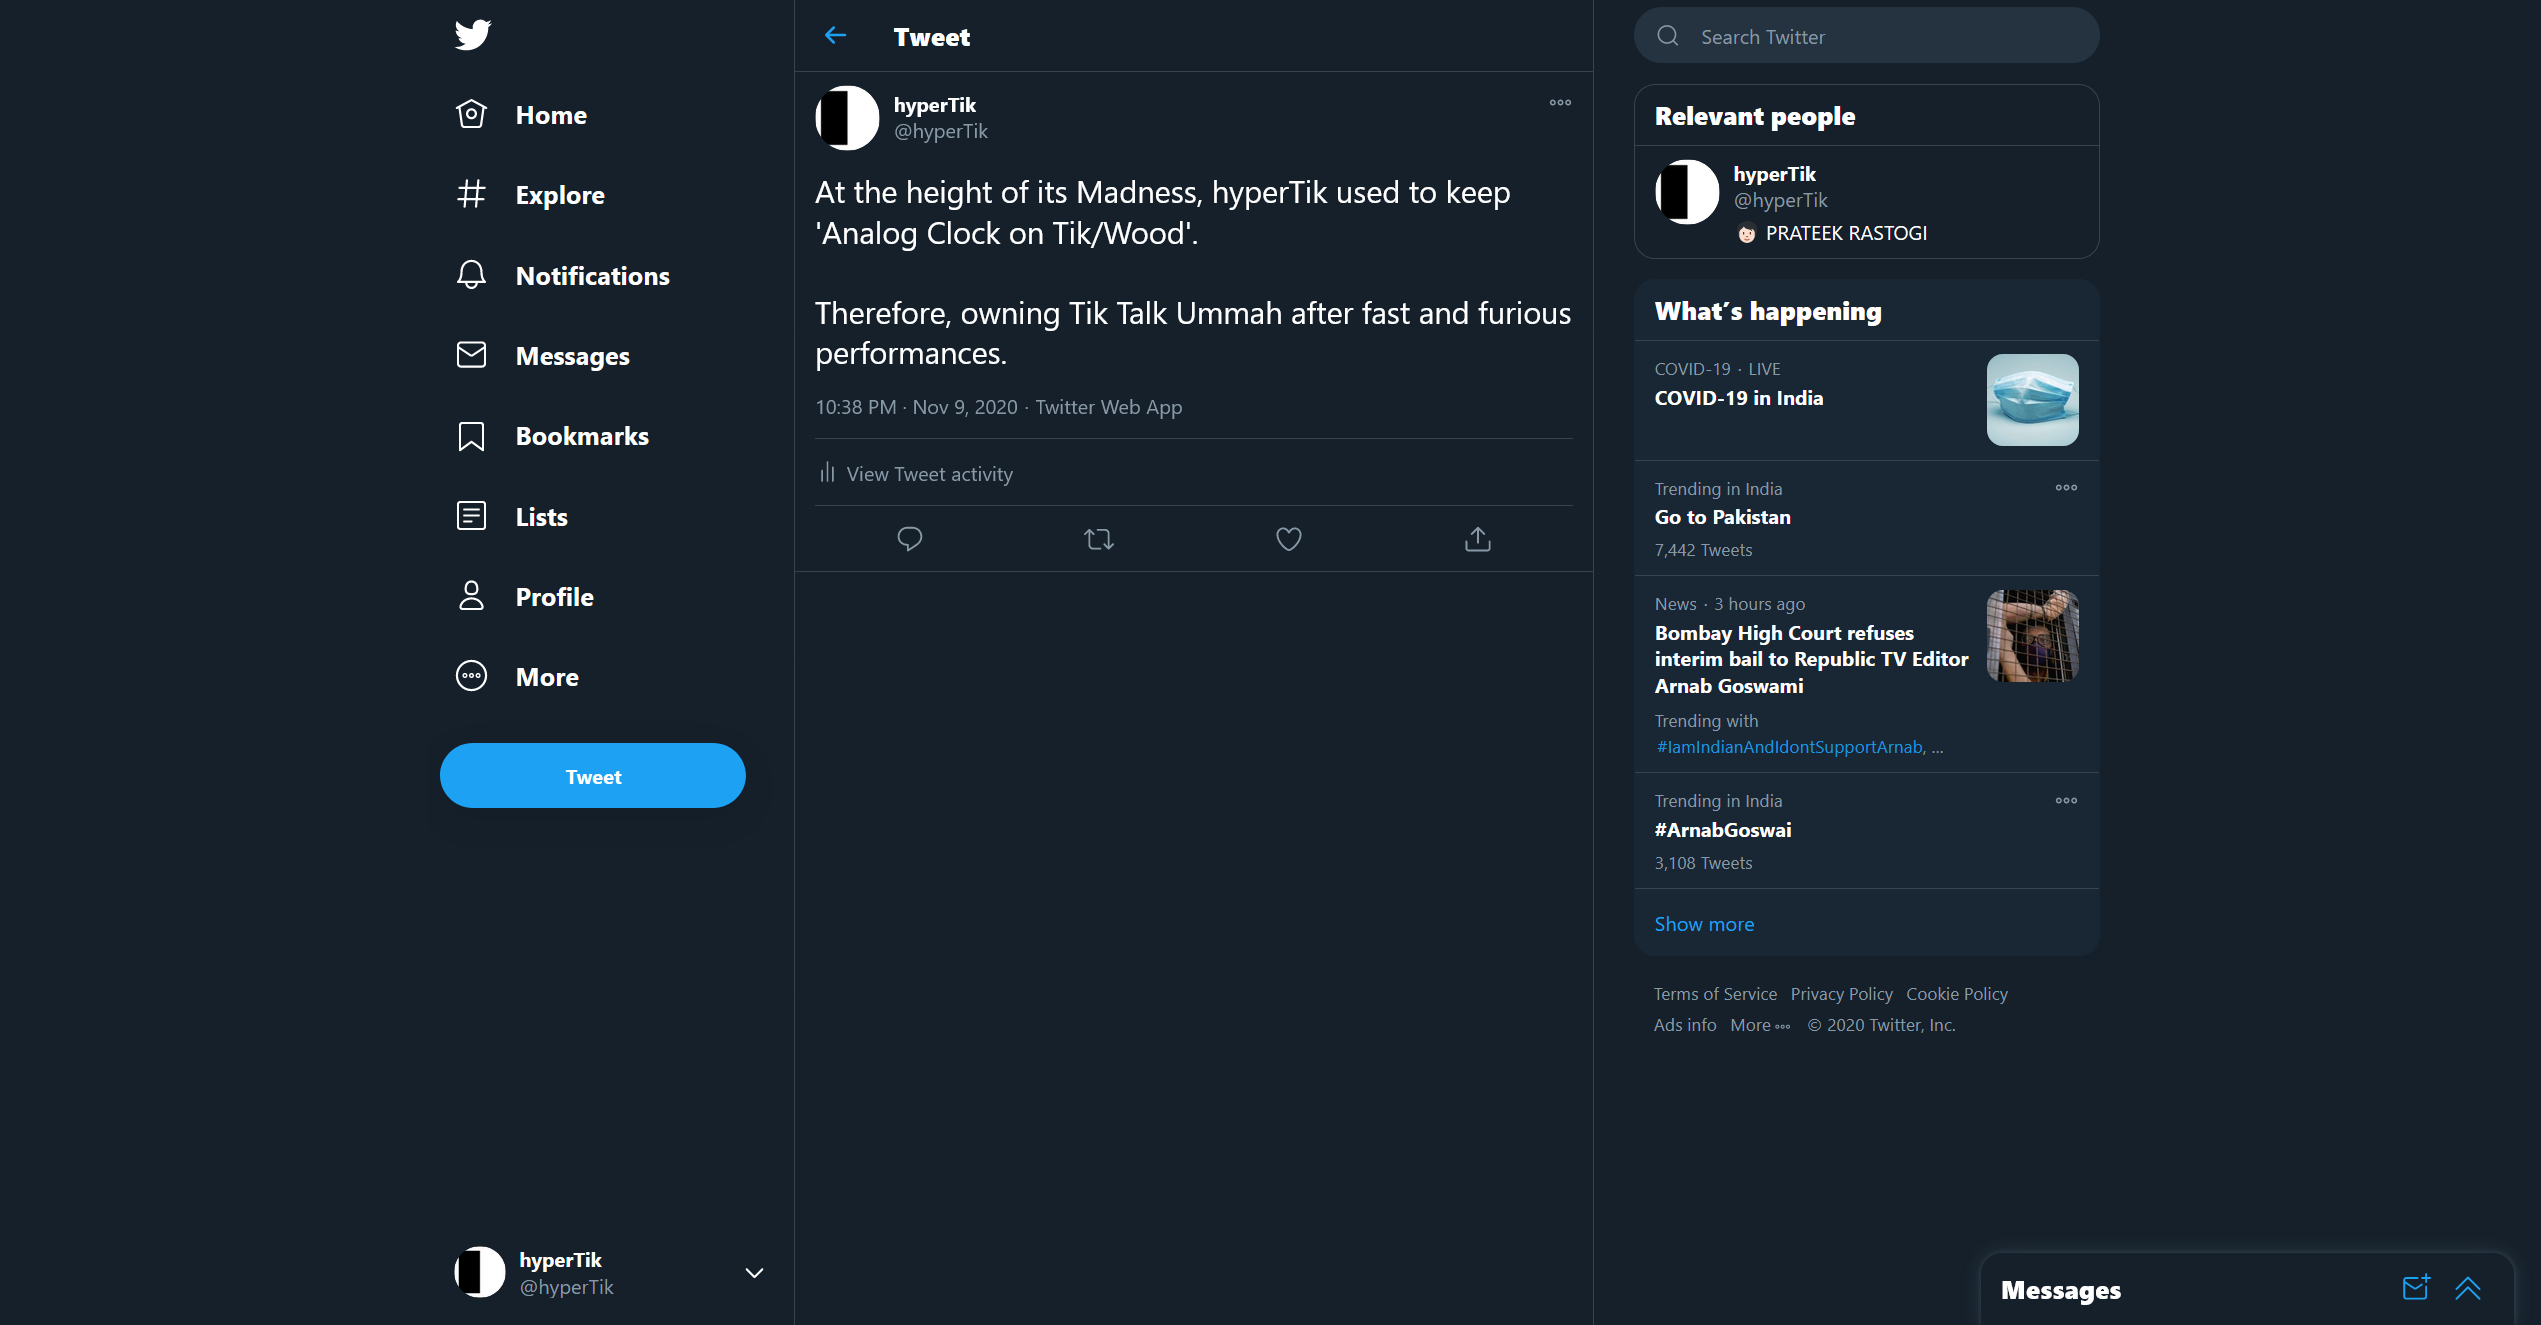 Home
Explore
Notifications
Messages
Bookmarks
Lists
Profile
More
Tweet
hyperTik
@hyperTik
Tweet
hyperTik
@hyperTik
At the height of its Madness, hyperTik used to keep
'Analog Clock on Tik/Wood'.
Therefore, owning Tik Talk Ummah after fast and furious
performances.
10:38 PM · Nov 9, 2020 · Twitter Web App
View Tweet activity
Search Twitter
Relevant people
hyperTik
@hyperTik
PRATEEK RASTOGI
What's happening
COVID-19 · LIVE
COVID-19 in India
Trending in India
Go to Pakistan
7,442 Tweets
News · 3 hours ago
Bombay High Court refuses
interim bail to Republic TV Editor
Arnab Goswami
Trending with
#IamIndianAndIdontSupportArnab, ...
Trending in India
#ArnabGoswai
3,108 Tweets
Show more
Terms of Service Privacy Policy Cookie Policy
Ads info More © 2020 Twitter, Inc.
Messages